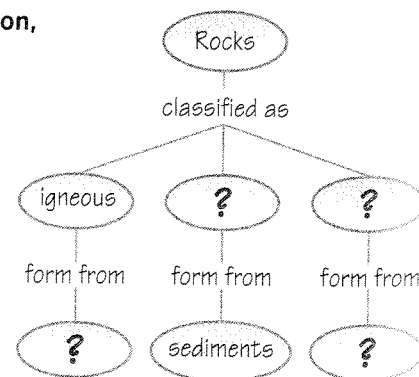 on,
Rocks
classified as
igneous ? ?
form from form from form from
? sediments ?